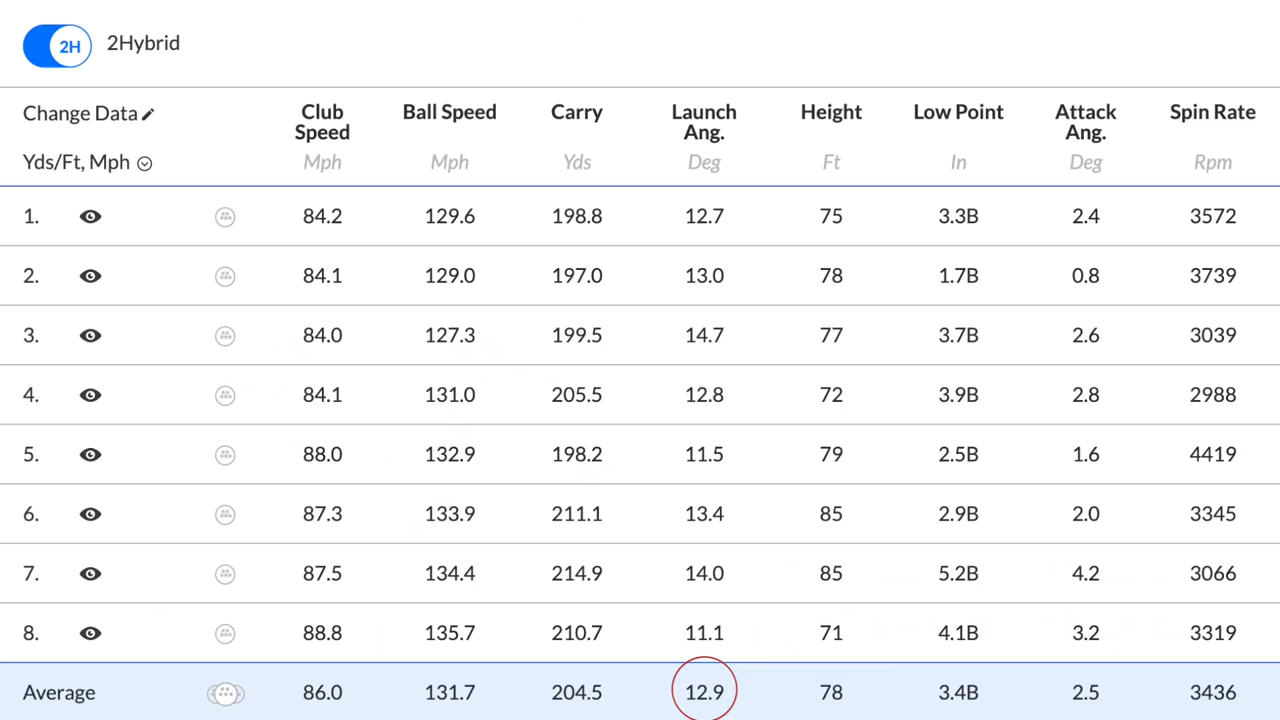 2H 2Hybrid
Change Data Club Speed Ball Speed Carry Launch Ang. Height Low Point Attack Ang. Spin Rate
Yds/Ft, Mph Mph Mph Yds Deg Ft In Deg Rpm
1. 84.2 129.6 198.8 12.7 75 3.3B 2.4 3572
2. 84.1 129.0 197.0 13.0 78 1.7B 0.8 3739
3. 84.0 127.3 199.5 14.7 77 3.7B 2.6 3039
4. 84.1 131.0 205.5 12.8 72 3.9B 2.8 2988
5. 88.0 132.9 198.2 11.5 79 2.5B 1.6 4419
6. 87.3 133.9 211.1 13.4 85 2.9B 2.0 3345
7. 87.5 134.4 214.9 14.0 85 5.2B 4.2 3066
8. 88.8 135.7 210.7 11.1 71 4.1B 3.2 3319
Average 86.0 131.7 204.5 12.9 78 3.4B 2.5 3436